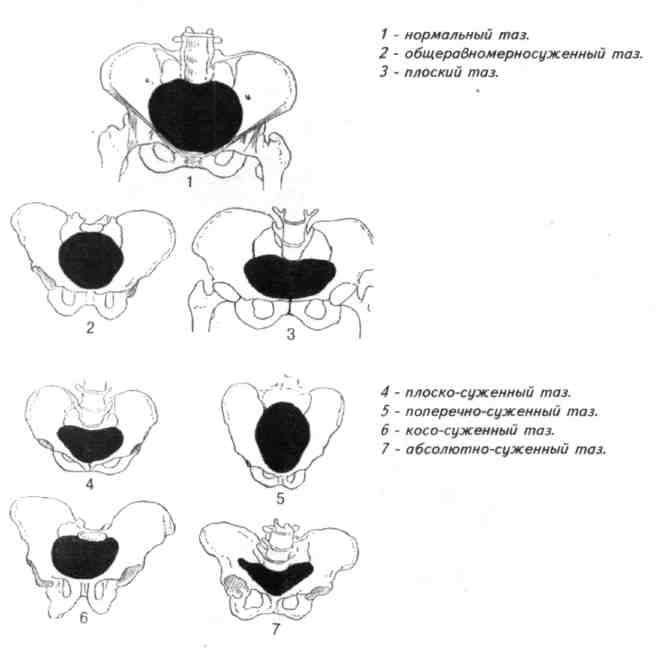 1 - нормальный таз.
2 - общеравномерносуженный таз.
3 - плоский таз.
1
2
3
4 - плоско-суженный таз.
5 - поперечно-суженный таз.
6 - косо-суженный таз.
7 - абсолютно-суженный таз.
4
5
6
7